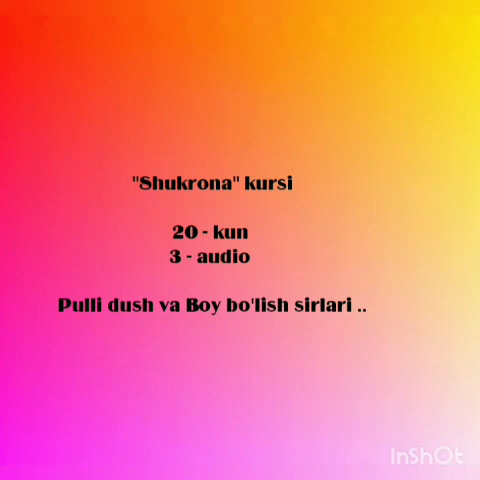 "Shukrona" kursi
20 - kun
3 - audio
Pulli dush va Boy bo'lish sirlari ..
InShOt